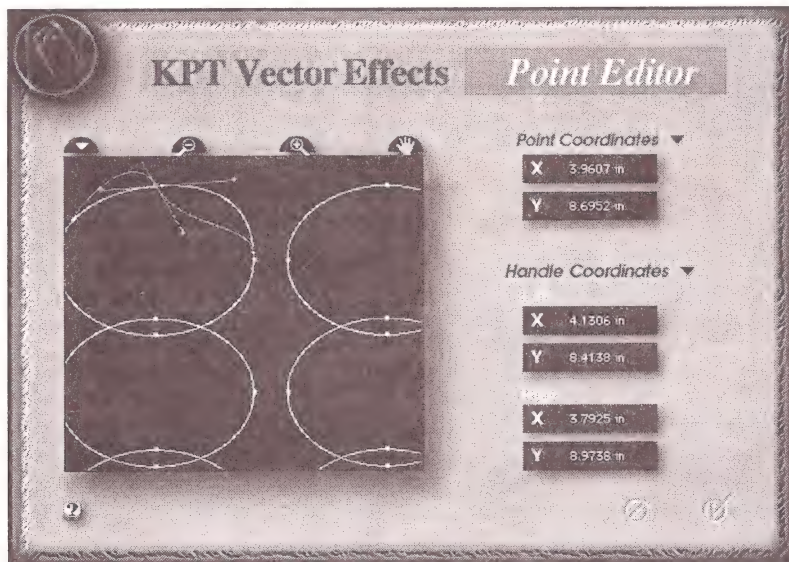 KPT Vector Effects Point Editor
Point Coordinates
X 3.9607 in
Y 8.6952 in
Handle Coordinates
X 4.1306 in
Y 8.4138 in
X 3.7925 in
Y 8.9738 in
?